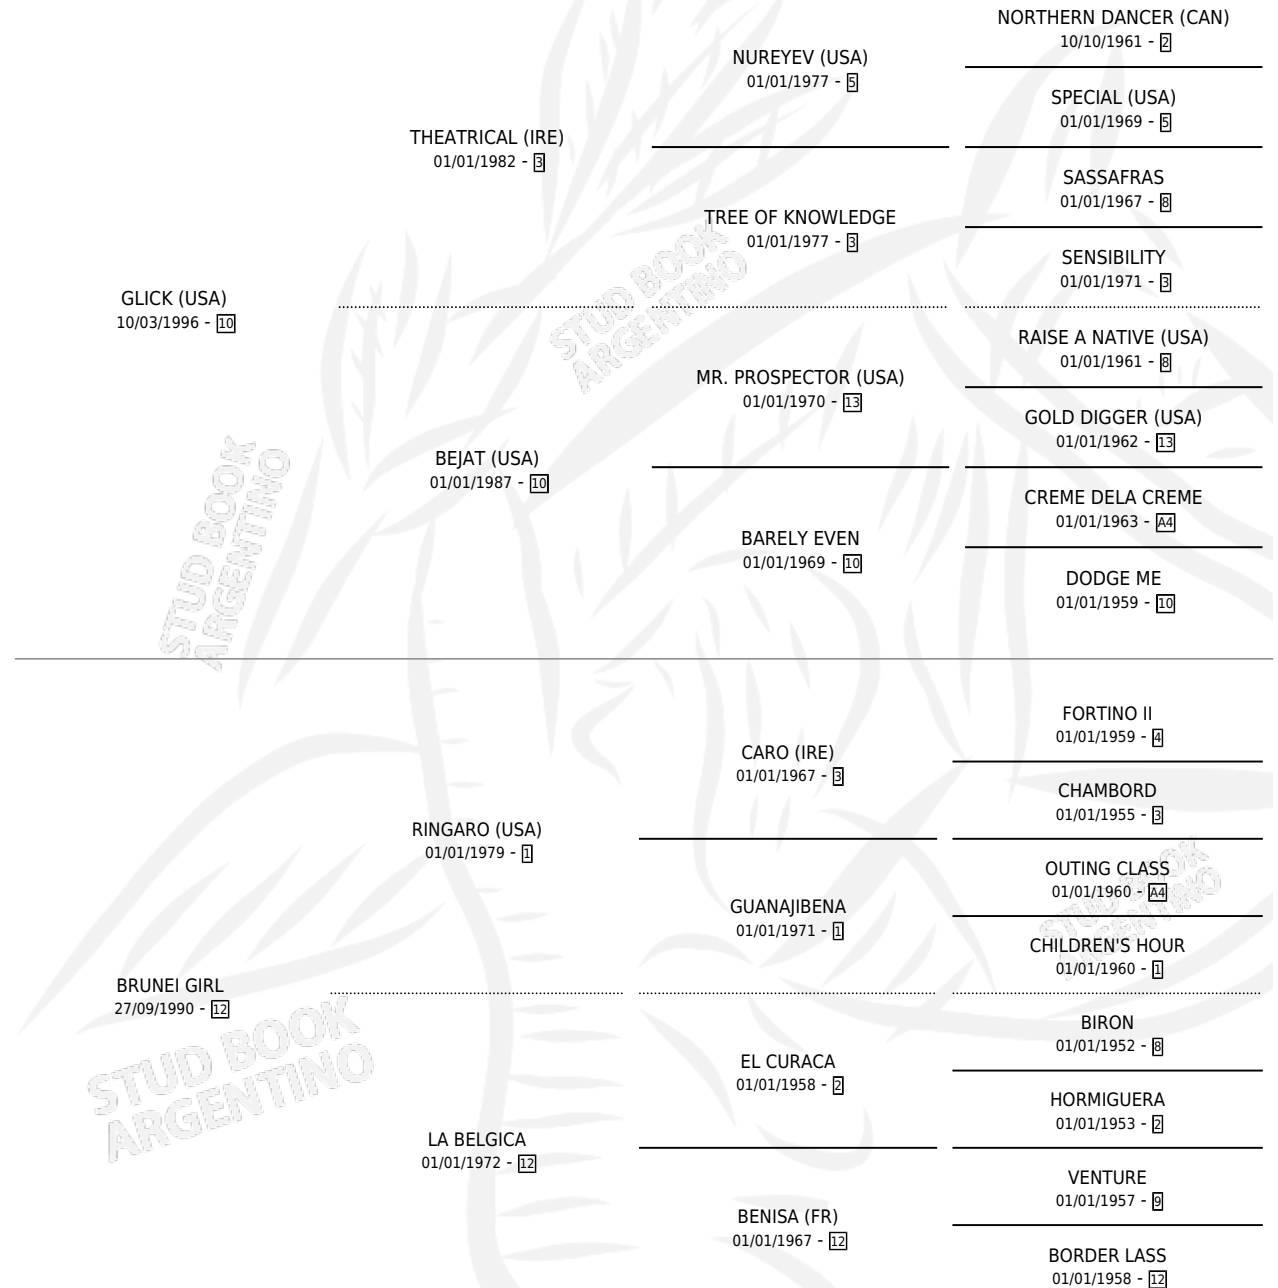 NORTHERN DANCER (CAN)
10/10/1961 - 2
NUREYEV (USA)
01/01/1977 - 5
SPECIAL (USA)
01/01/1969 - 5
THEATRICAL (IRE)
01/01/1982 - 3
SASSAFRAS
01/01/1967 - 8
TREE OF KNOWLEDGE
01/01/1977 - 3
SENSIBILITY
01/01/1971 - 3
GLICK (USA)
10/03/1996 - 10
STUD BOOK
ARGENTINO
RAISE A NATIVE (USA)
01/01/1961 - 8
MR. PROSPECTOR (USA)
01/01/1970 - 13
GOLD DIGGER (USA)
01/01/1962 - 13
BEJAT (USA)
01/01/1987 - 10
CREME DELA CREME
01/01/1963 - A4
BARELY EVEN
01/01/1969 - 10
DODGE ME
01/01/1959 - 10
STUD BOOK
ARGENTINO
FORTINO II
01/01/1959 - 4
CARO (IRE)
01/01/1967 - 3
CHAMBORD
01/01/1955 - 3
RINGARO (USA)
01/01/1979 - 1
OUTING CLASS
01/01/1960 - A4
GUANAJIBENA
01/01/1971 - 1
STUD BOOK
ARGENTINO
CHILDREN'S HOUR
01/01/1960 - 1
BRUNEI GIRL
27/09/1990 - 12
BIRON
01/01/1952 - 8
EL CURACA
01/01/1958 - 2
STUD BOOK
ARGENTINO
HORMIGUERA
01/01/1953 - 2
LA BELGICA
01/01/1972 - 12
VENTURE
01/01/1957 - 9
BENISA (FR)
01/01/1967 - 12
BORDER LASS
01/01/1958 - 12